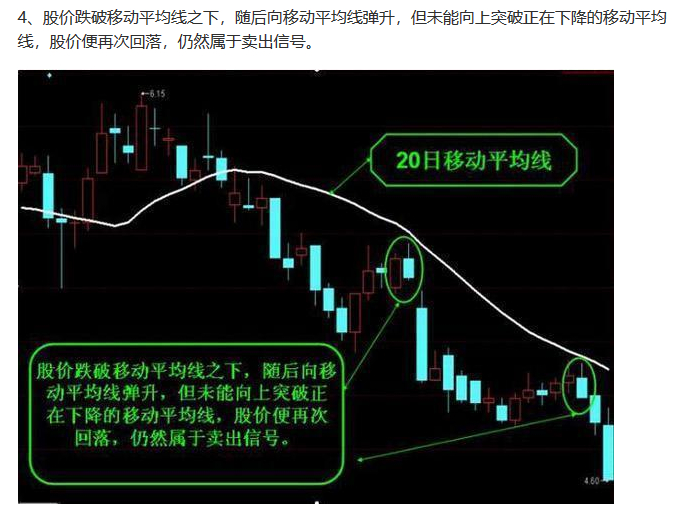 4、股价跌破移动平均线之下，随后向移动平均线弹升，但未能向上突破正在下降的移动平均
线，股价便再次回落，仍然属于卖出信号。
6.15
20日移动平均线
股价跌破移动平均线之下，随后向移
动平均线弹升，但未能向上突破正
在下降的移动平均线，股价便再次
回落，仍然属于卖出信号。
4.60